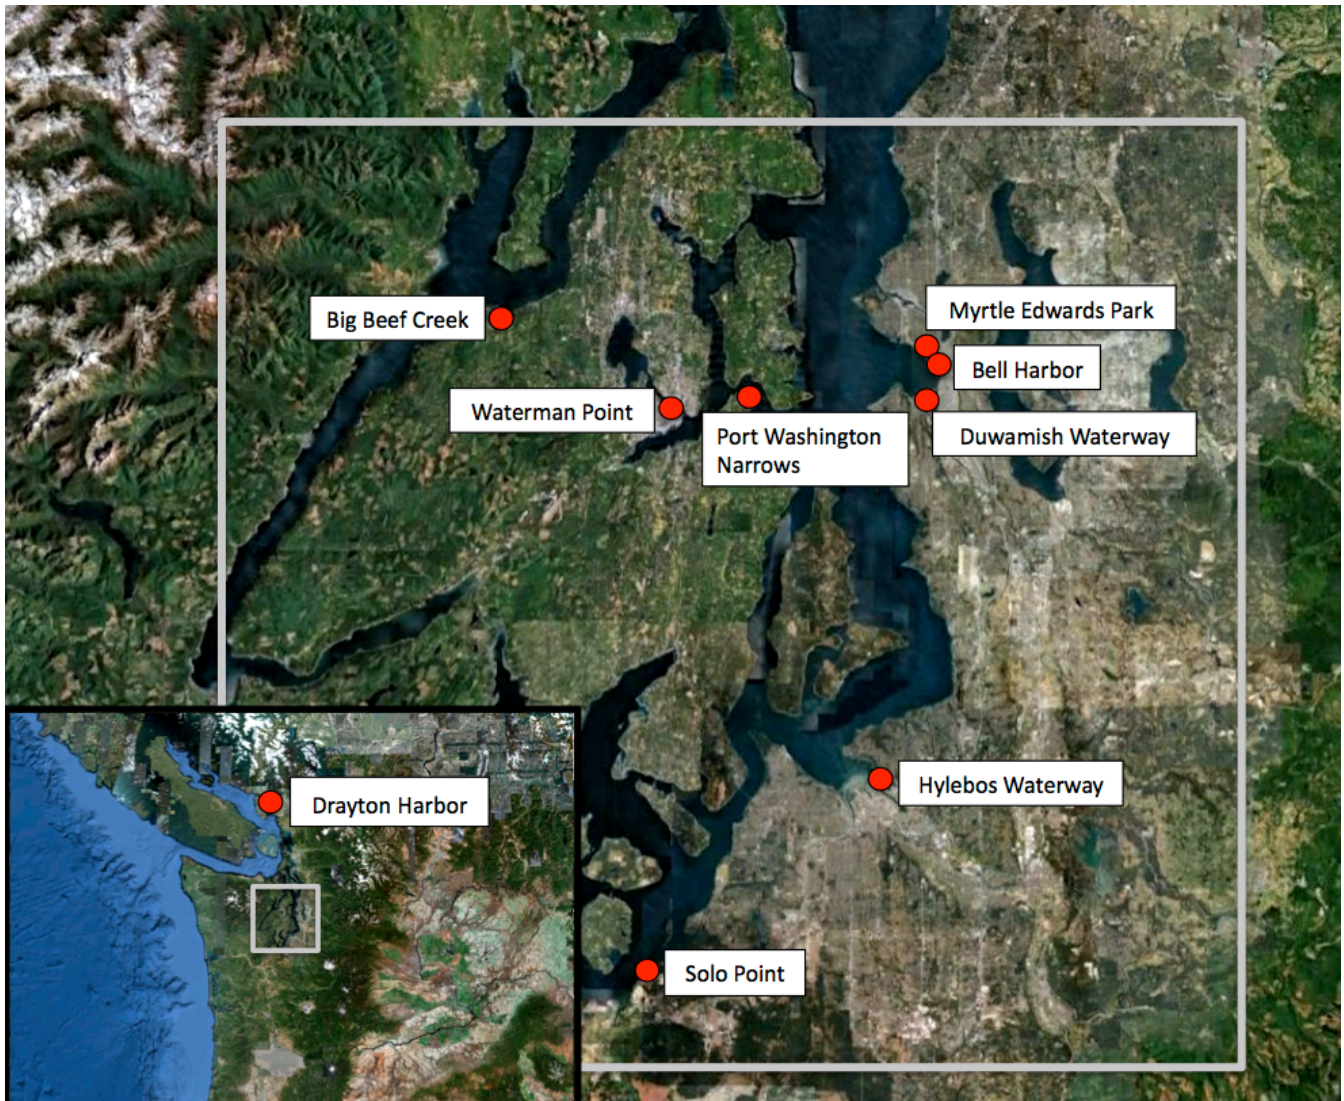 Myrtle Edwards Park
Big Beef Creek
Bell Harbor
Waterman Point
Port Washington
Narrows
Duwamish Waterway
Hylebos Waterway
Drayton Harbor
Solo Point